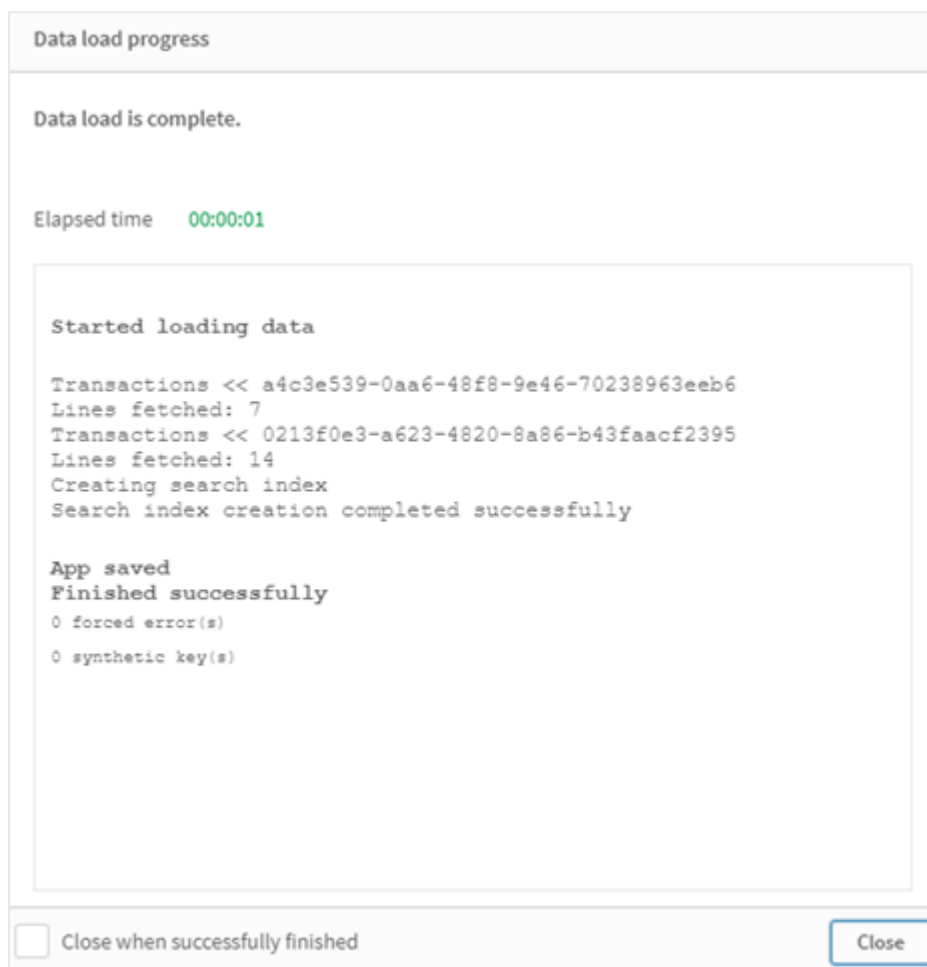 Data load progress
Data load is complete.
Elapsed time 00:00:01
Started loading data
Transactions << a4c3e539-0aa6-48f8-9e46-70238963eeb6
Lines fetched: 7
Transactions << 0213f0e3-a623-4820-8a86-b43faacf2395
Lines fetched: 14
Creating search index
Search index creation completed successfully
App saved
Finished successfully
0 forced error(s)
0 synthetic key(s)
Close when successfully finished Close